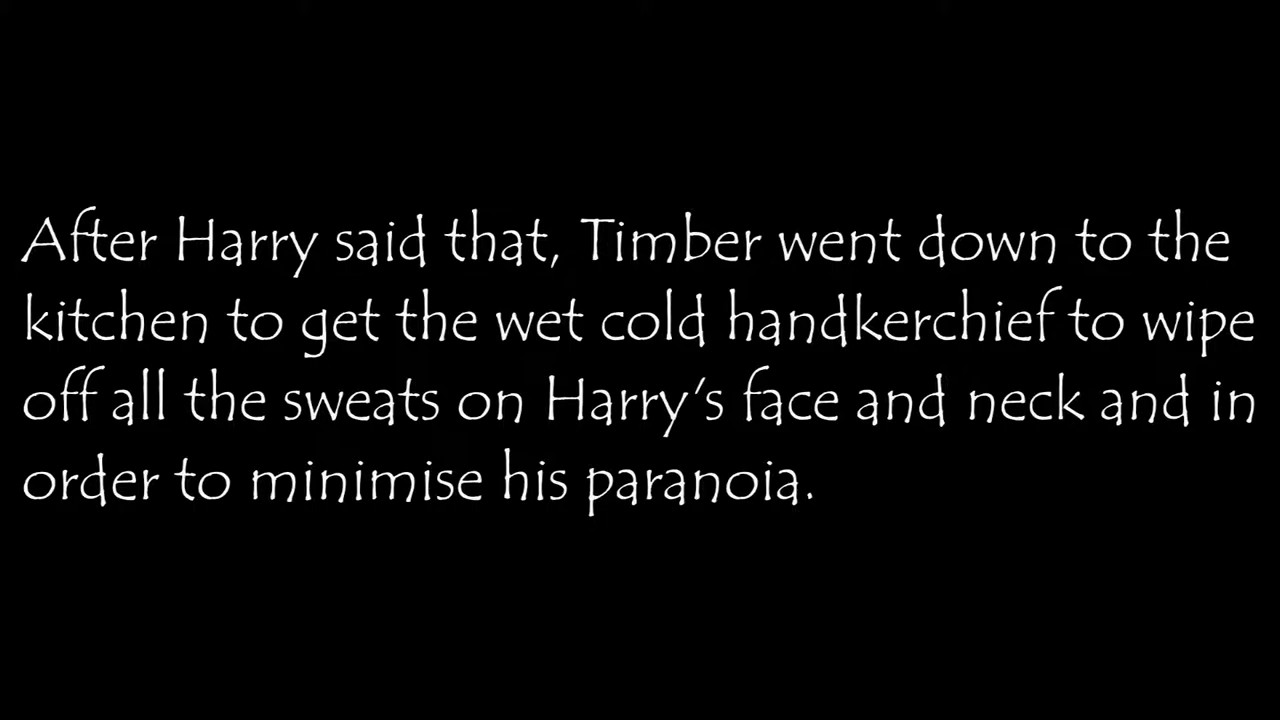 After Harry said that, Timber went down to the
kitchen to get the wet cold handkerchief to wipe
off all the sweats on Harry's face and neck and in
order to minimise his paranoia.